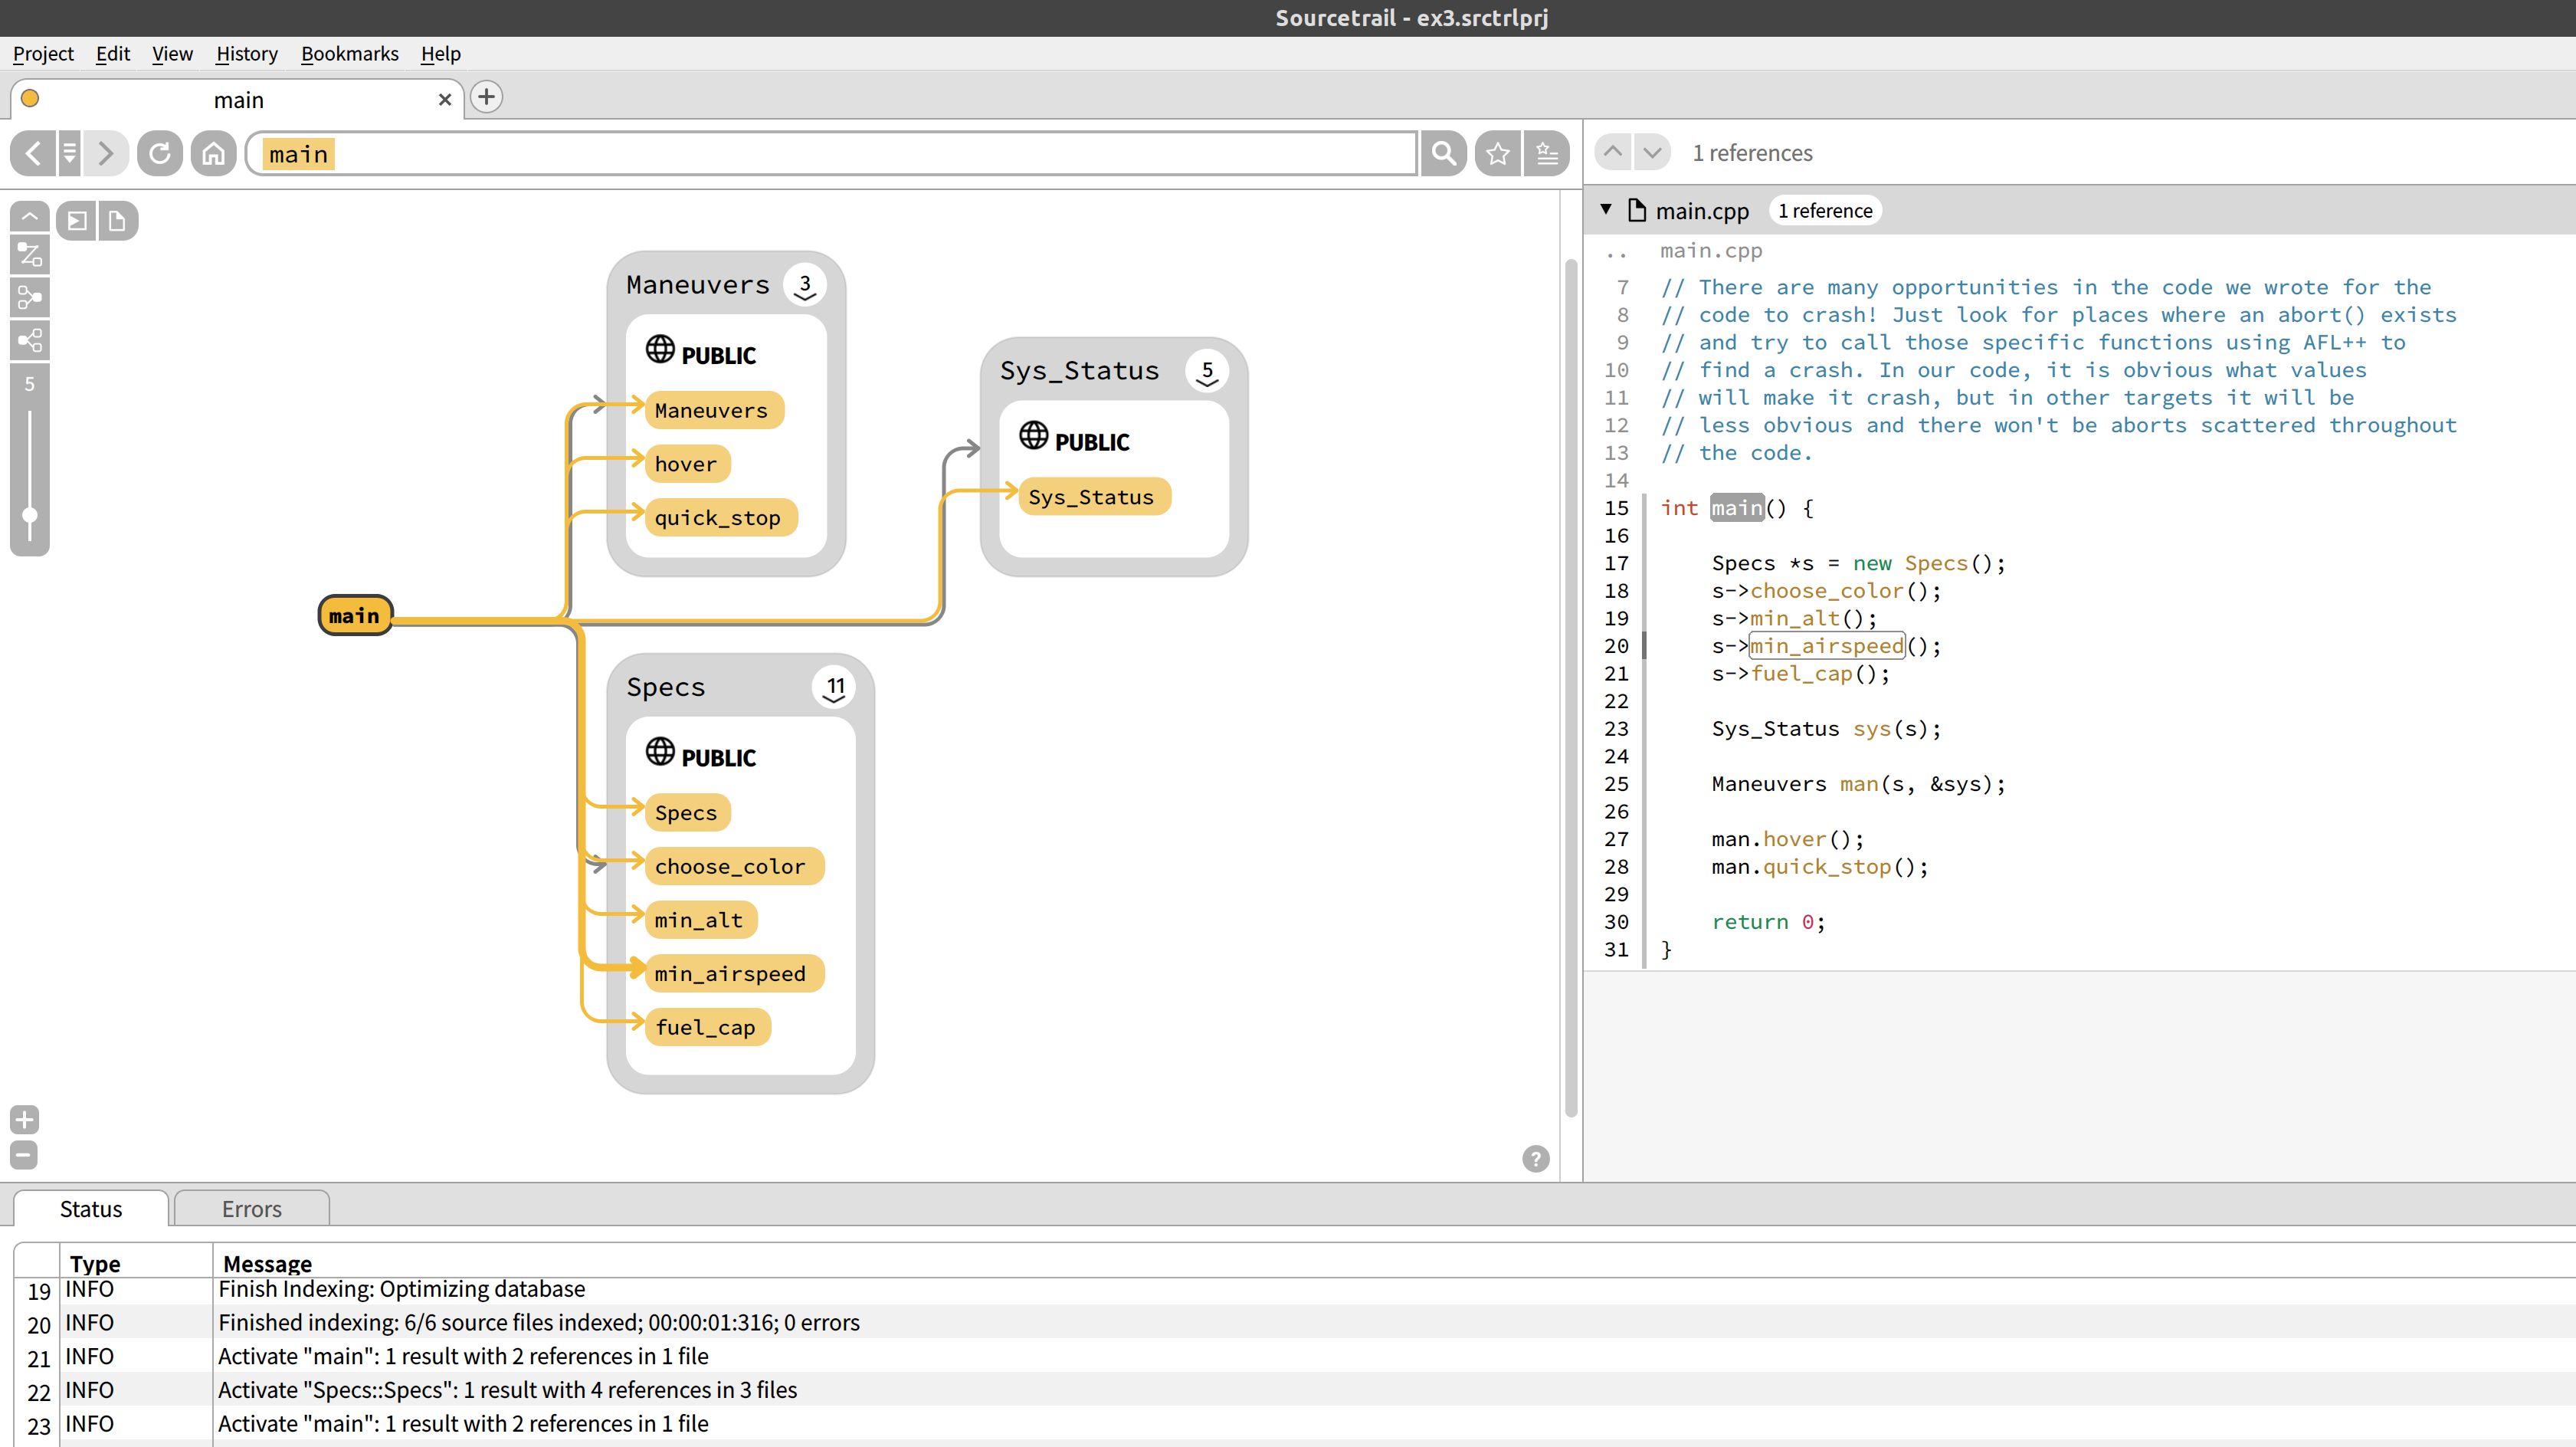 Sourcetrail - ex3.srctrlprj
Project Edit View History Bookmarks Help
main
main
1 references
5
main
Maneuvers 3
PUBLIC
Maneuvers
hover
quick_stop
Sys_Status 5
PUBLIC
Sys_Status
Specs 11
PUBLIC
Specs
choose_color
min_alt
min_airspeed
fuel_cap
?
main.cpp 1 reference
.. main.cpp
7 // There are many opportunities in the code we wrote for the
8 // code to crash! Just look for places where an abort() exists
9 // and try to call those specific functions using AFL++ to
10 // find a crash. In our code, it is obvious what values
11 // will make it crash, but in other targets it will be
12 // less obvious and there won't be aborts scattered throughout
13 // the code.
14
15 int main() {
16
17 Specs *s = new Specs();
18 s->choose_color();
19 s->min_alt();
20 s->min_airspeed();
21 s->fuel_cap();
22
23 Sys_Status sys(s);
24
25 Maneuvers man(s, &sys);
26
27 man.hover();
28 man.quick_stop();
29
30 return 0;
31 }
Status Errors
Type Message
19 INFO Finish Indexing: Optimizing database
20 INFO Finished indexing: 6/6 source files indexed; 00:00:01:316; 0 errors
21 INFO Activate "main": 1 result with 2 references in 1 file
22 INFO Activate "Specs::Specs": 1 result with 4 references in 3 files
23 INFO Activate "main": 1 result with 2 references in 1 file